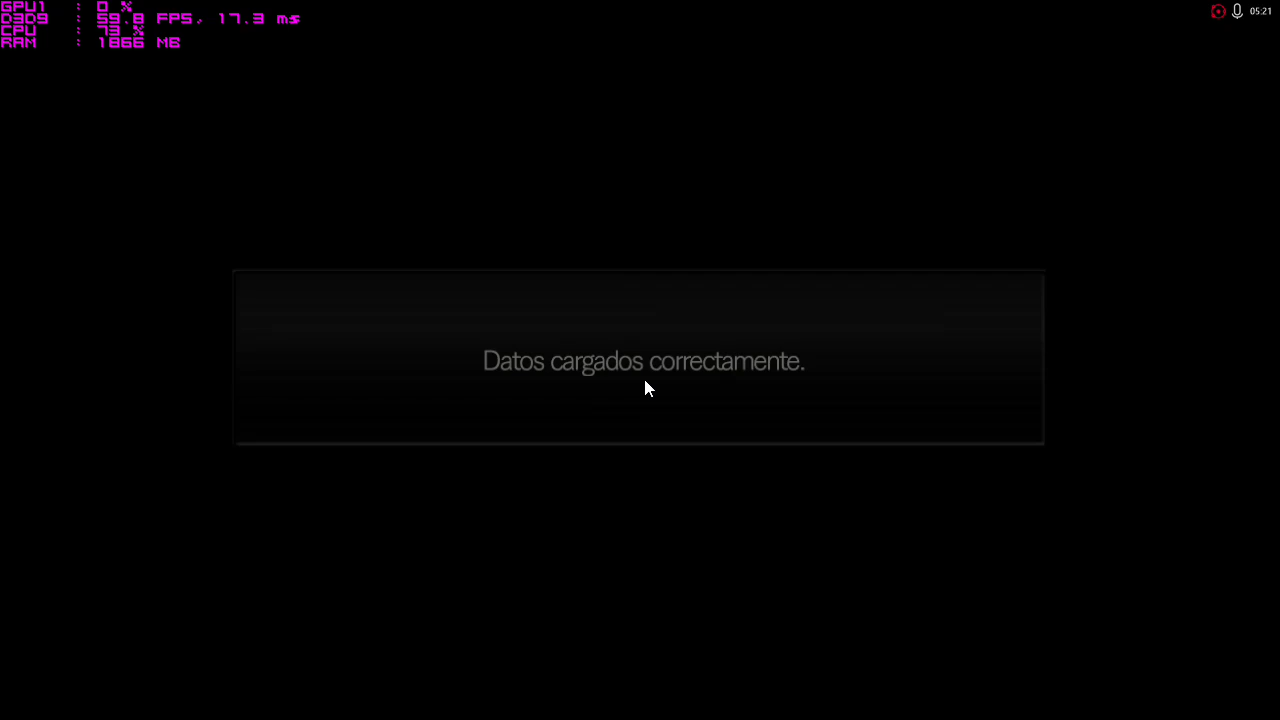 GPU1 : 0 %
D3D9 : 59.8 FPS, 17.3 ms
CPU : 73 %
RAM : 1866 MB
05:21
Datos cargados correctamente.